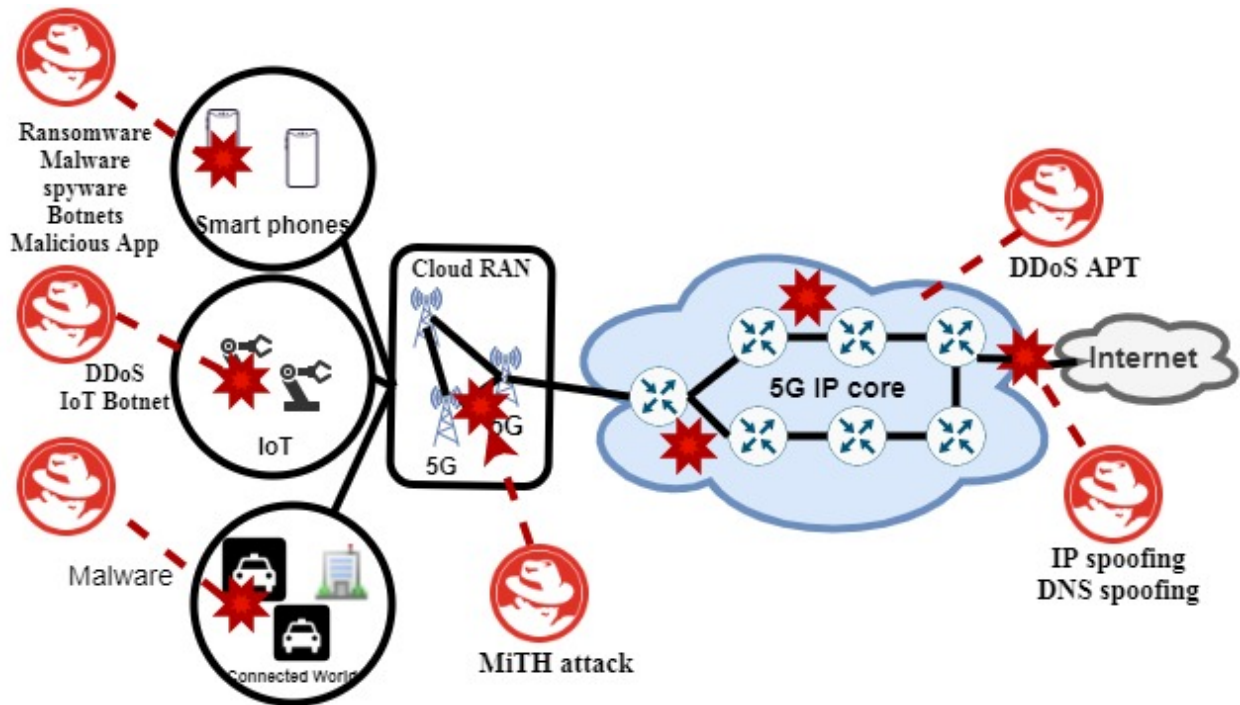 Ransomware
Malware
spyware
Botnets
Malicious App
Smart phones
DDoS
IoT Botnet
IoT
Malware
Connected World
Cloud RAN
5G
5G
MiTH attack
5G IP core
DDoS APT
Internet
IP spoofing
DNS spoofing